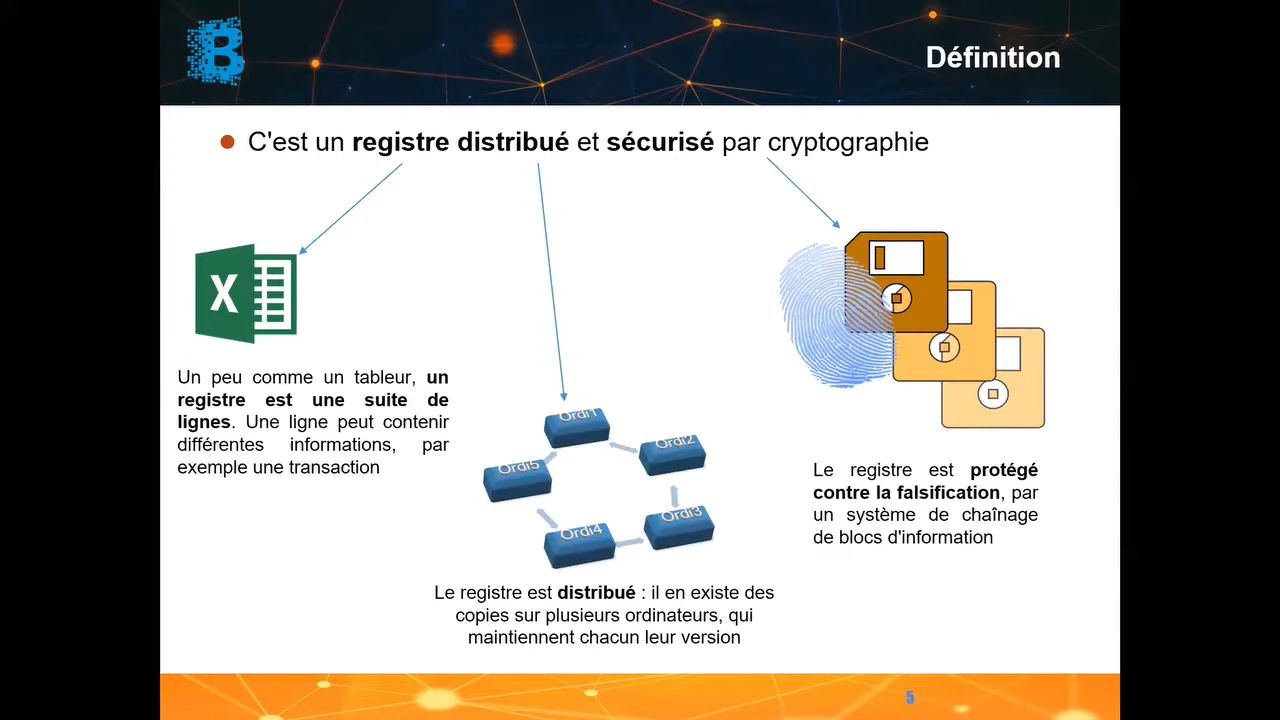 Définition
C'est un registre distribué et sécurisé par cryptographie
X
Un peu comme un tableur, un
registre est une suite de
lignes. Une ligne peut contenir
différentes informations, par
exemple une transaction
Ordi1
Ordi2
Ordi5
Ordi3
Ordi4
Le registre est distribué : il en existe des
copies sur plusieurs ordinateurs, qui
maintiennent chacun leur version
Le registre est protégé
contre la falsification, par
un système de chaînage
de blocs d'information
5